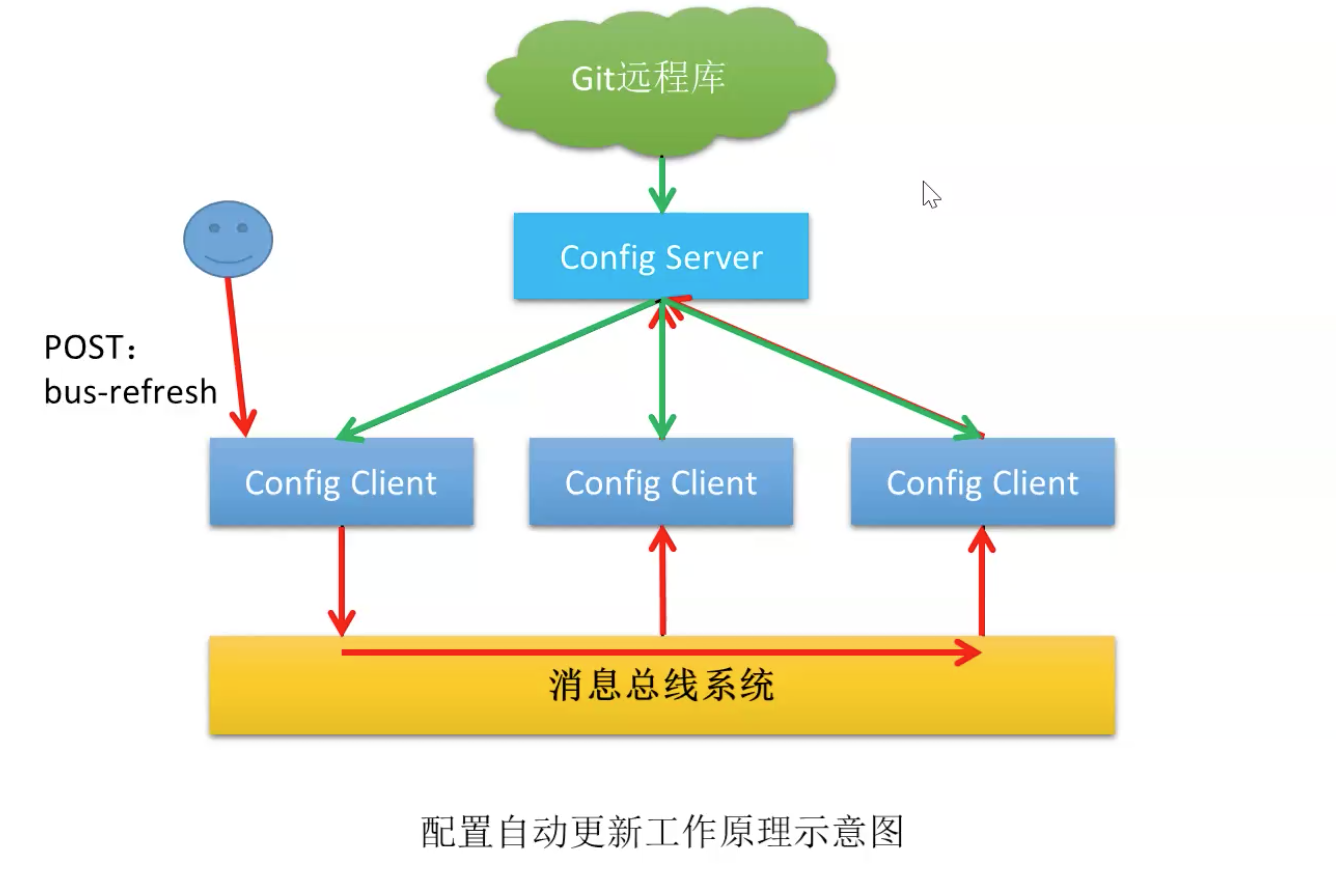 Git远程库
Config Server
POST：
bus-refresh
Config Client
Config Client
Config Client
消息总线系统
配置自动更新工作原理示意图